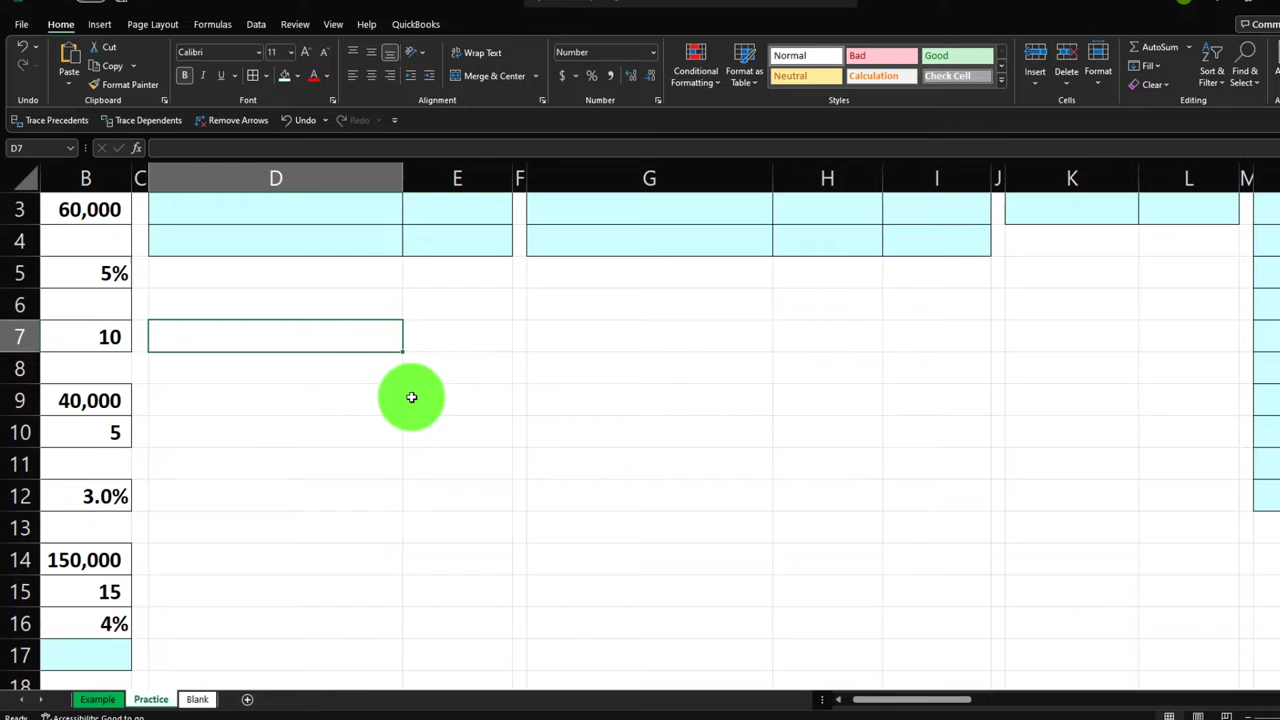 File Home Insert Page Layout Formulas Data Review View Help QuickBooks Comm
Paste Cut Copy Format Painter Clipboard
Calibri 11 B I U A Font
Wrap Text Merge & Center Alignment
Number $ % 9 Number
Conditional Formatting Format as Table Normal Bad Good Neutral Calculation Check Cell Styles
Insert Delete Format Cells
AutoSum Fill Clear Sort & Filter Find & Select Editing
Undo
Trace Precedents Trace Dependents Remove Arrows Undo Redo
D7 fx
B C D E F G H I J K L M
3 60,000
4
5 5%
6
7 10
8
9 40,000
10 5
11
12 3.0%
13
14 150,000
15 15
16 4%
17
18
Example Practice Blank
Ready Accessibility: Good to go